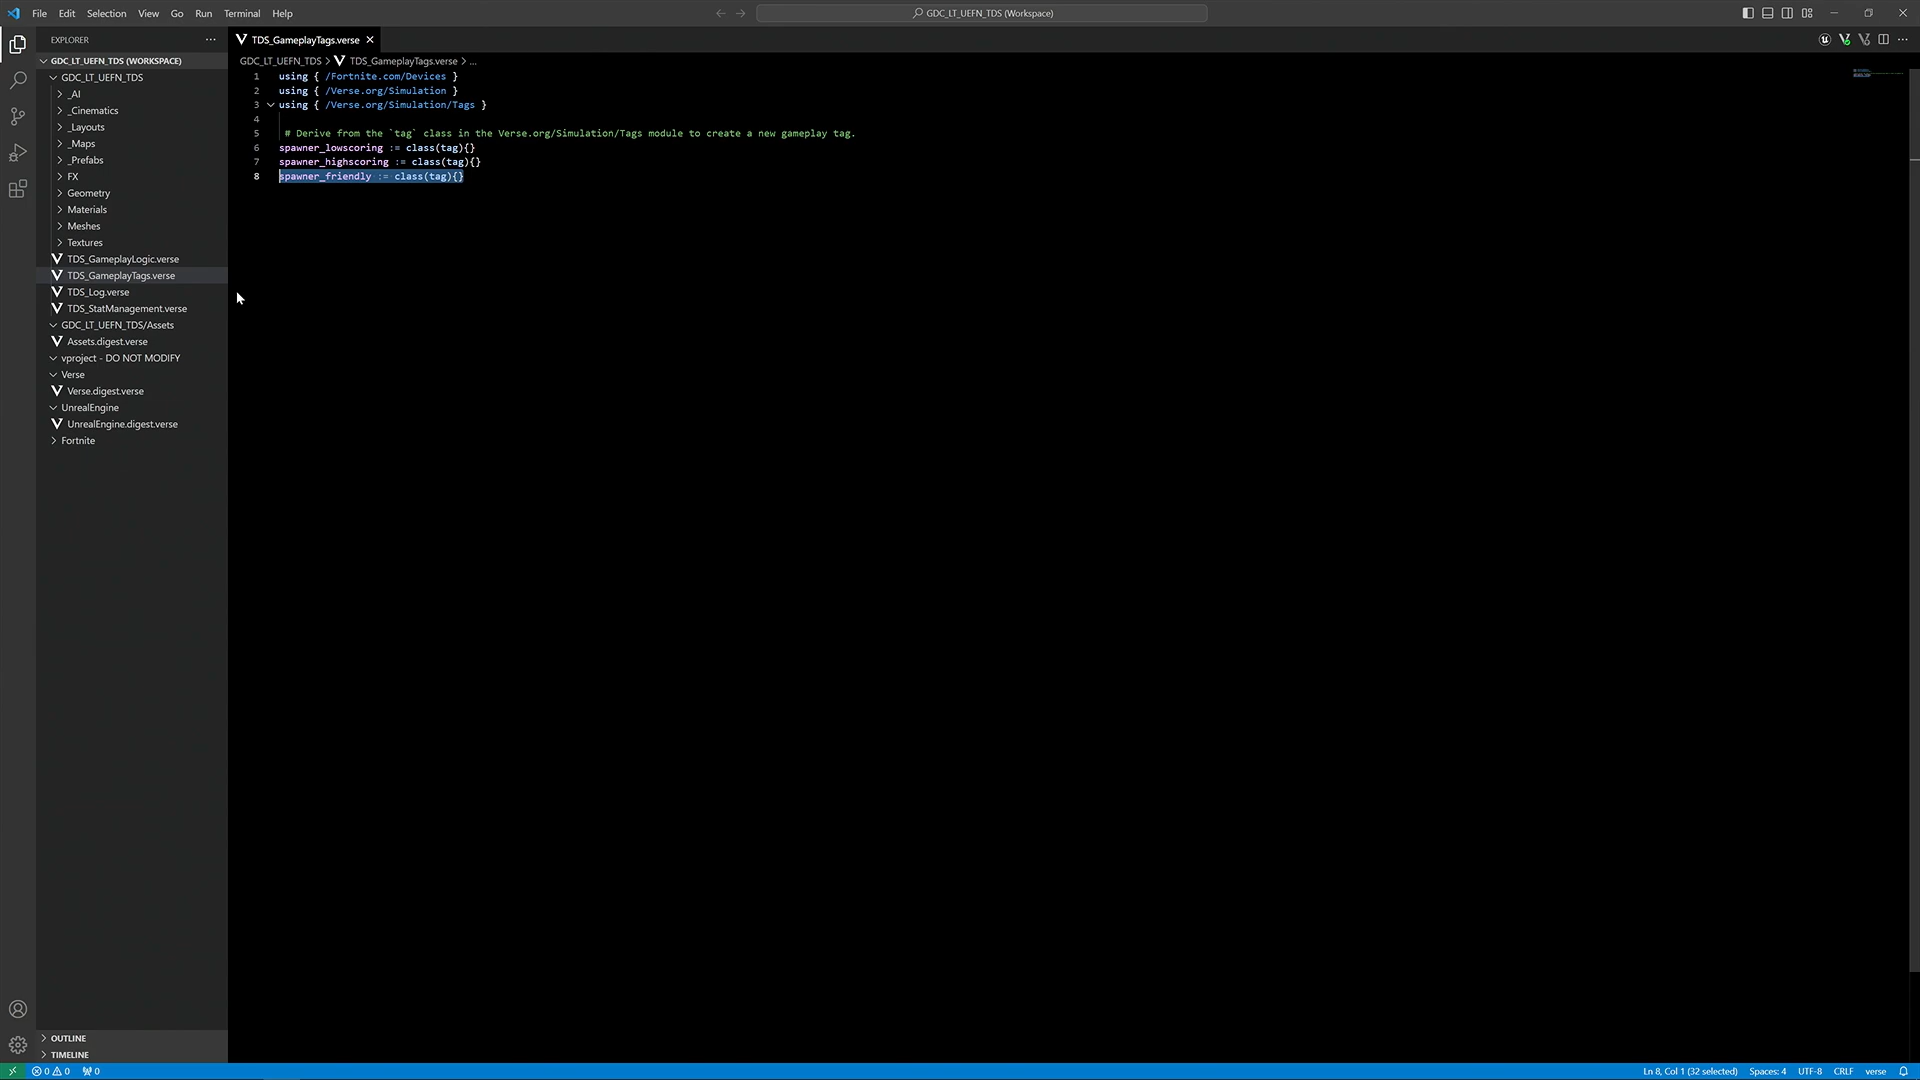 File Edit Selection View Go Run Terminal Help
GDC_LT_UEFN_TDS (Workspace)
EXPLORER
GDC_LT_UEFN_TDS (WORKSPACE)
GDC_LT_UEFN_TDS
_AI
_Cinematics
_Layouts
_Maps
_Prefabs
FX
Geometry
Materials
Meshes
Textures
TDS_GameplayLogic.verse
TDS_GameplayTags.verse
TDS_Log.verse
TDS_StatManagement.verse
GDC_LT_UEFN_TDS/Assets
Assets.digest.verse
vproject - DO NOT MODIFY
Verse
Verse.digest.verse
UnrealEngine
UnrealEngine.digest.verse
Fortnite
OUTLINE
TIMELINE
TDS_GameplayTags.verse
GDC_LT_UEFN_TDS > TDS_GameplayTags.verse > ...
1 using { /Fortnite.com/Devices }
2 using { /Verse.org/Simulation }
3 using { /Verse.org/Simulation/Tags }
4
5 # Derive from the `tag` class in the Verse.org/Simulation/Tags module to create a new gameplay tag.
6 spawner_lowscoring := class(tag){}
7 spawner_highscoring := class(tag){}
8 spawner_friendly := class(tag){}
0 0 0 Ln 8, Col 1 (32 selected) Spaces: 4 UTF-8 CRLF verse